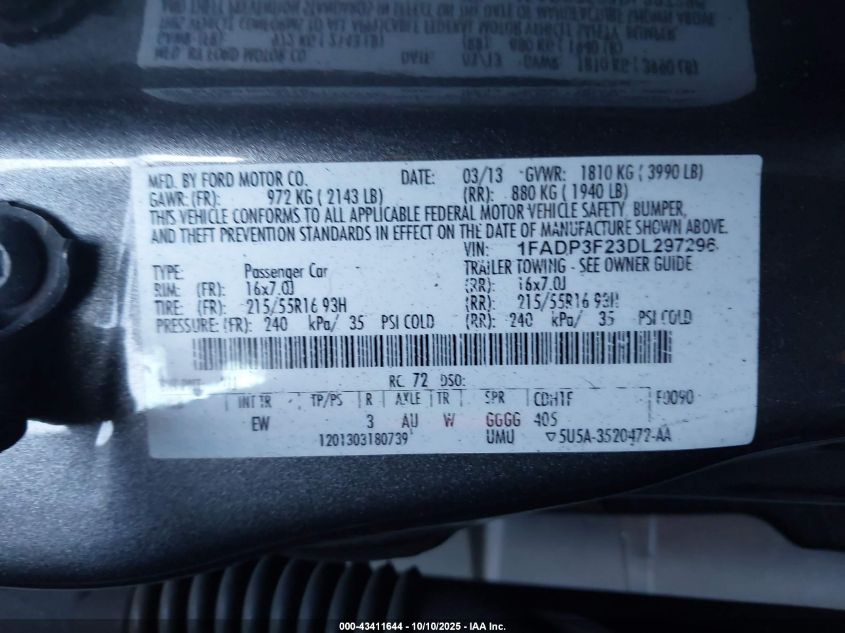 MFD. BY FORD MOTOR CO. DATE: 03/13 GVWR: 1810 KG ( 3990 LB)
GAWR: (FR): 972 KG ( 2143 LB) (RR): 880 KG ( 1940 LB)
THIS VEHICLE CONFORMS TO ALL APPLICABLE FEDERAL MOTOR VEHICLE SAFETY, BUMPER,
AND THEFT PREVENTION STANDARDS IN EFFECT ON THE DATE OF MANUFACTURE SHOWN ABOVE.
VIN: 1FADP3F23DL297296
TYPE: Passenger Car TRAILER TOWING - SEE OWNER GUIDE
RIM: (FR): 16x7.0J (RR): 16x7.0J
TIRE: (FR): 215/55R16 93H (RR): 215/55R16 93H
PRESSURE: (FR): 240 kPa/ 35 PSI COLD (RR): 240 kPa/ 35 PSI COLD
RC: 72 DSO:
INT TR TP/PS R AXLE TR SPR F0090
EW 3 AU W GGGG 40S
1201303180739 UMU 5U5A-3520472-AA
000-43411644 - 10/10/2025 - IAA Inc.